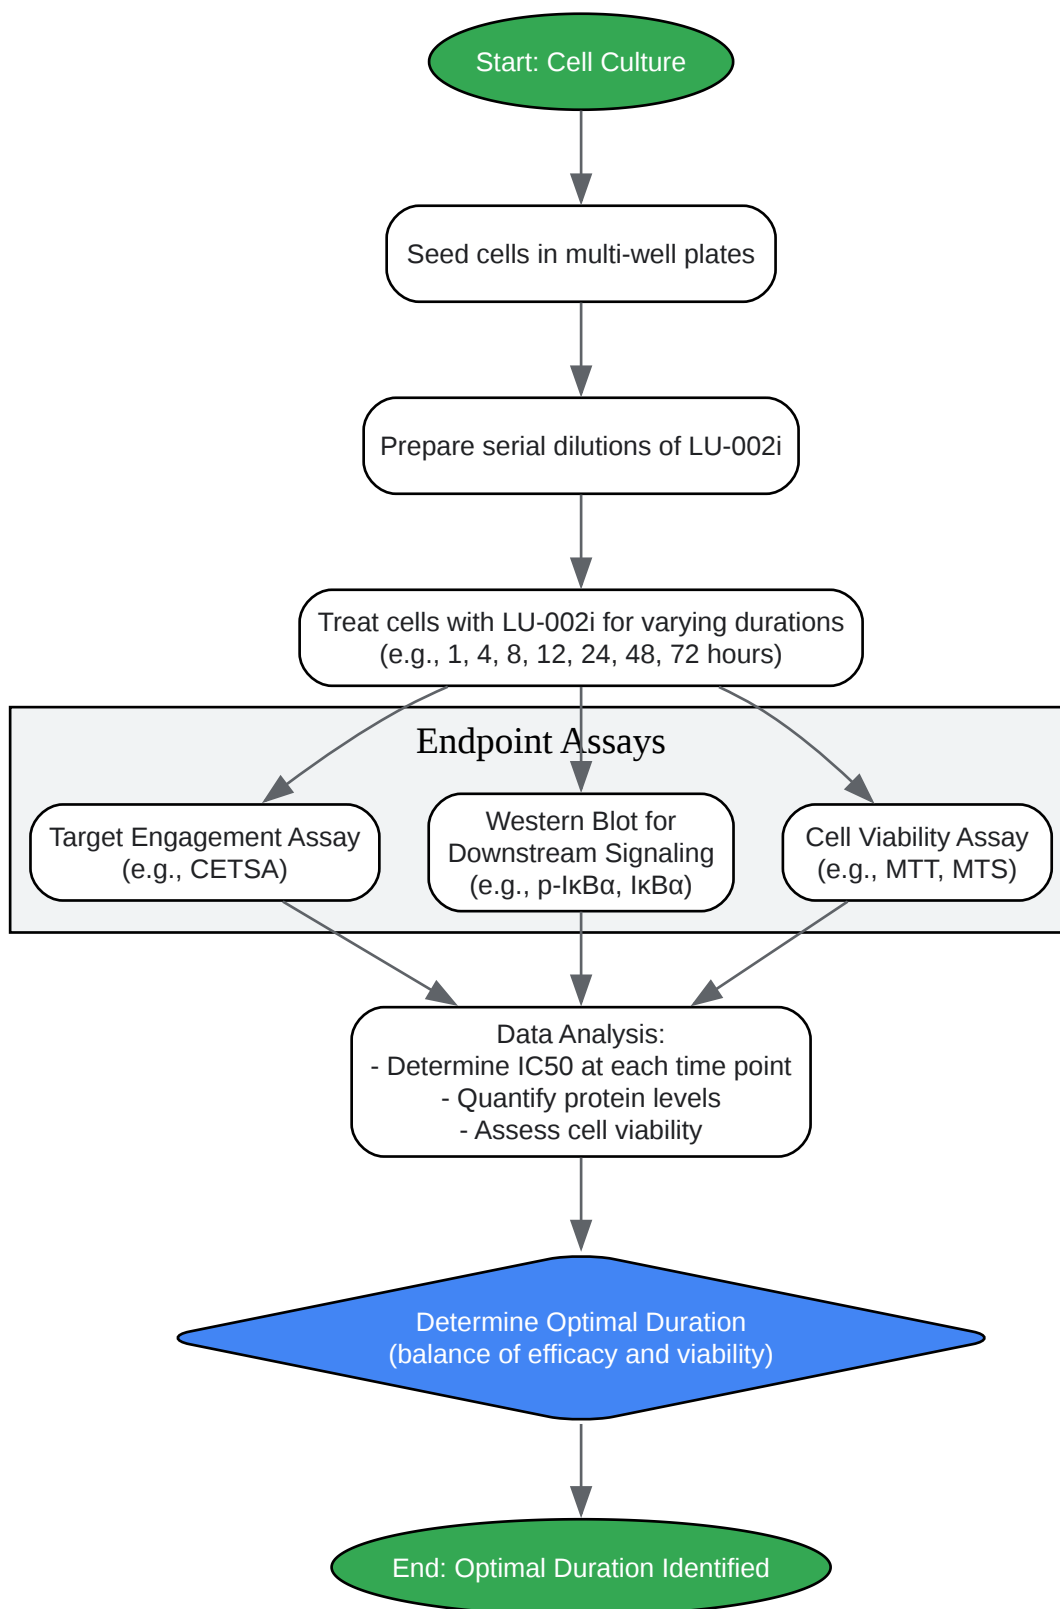 Start: Cell Culture
Seed cells in multi-well plates
Prepare serial dilutions of LU-002i
Treat cells with LU-002i for varying durations
(e.g., 1, 4, 8, 12, 24, 48, 72 hours)
Endpoint Assays
Target Engagement Assay
(e.g., CETSA)
Western Blot for
Downstream Signaling
(e.g., p-IκBα, IκBα)
Cell Viability Assay
(e.g., MTT, MTS)
Data Analysis:
- Determine IC50 at each time point
- Quantify protein levels
- Assess cell viability
Determine Optimal Duration
(balance of efficacy and viability)
End: Optimal Duration Identified